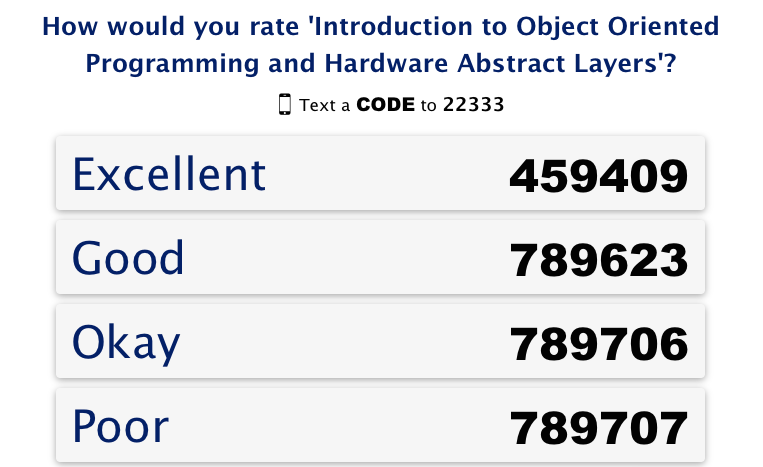 How would you rate 'Introduction to Object Oriented
Programming and Hardware Abstract Layers'?
Text a CODE to 22333
Excellent 459409
Good 789623
Okay 789706
Poor 789707